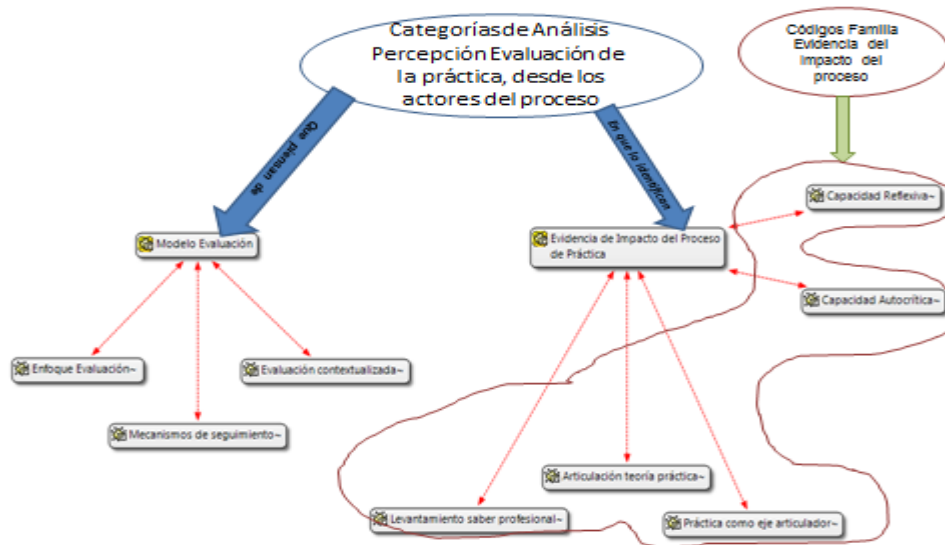 Categorías de Análisis
Percepción Evaluación de
la práctica, desde los
actores del proceso
Códigos Familia
Evidencia del
impacto del
proceso
Que piensan de
En que lo identifican
Capacidad Reflexiva~
Modelo Evaluación
Evidencia de Impacto del Proceso
de Práctica
Capacidad Autocrítica~
Enfoque Evaluación~
Evaluación contextualizada~
Mecanismos de seguimiento~
Articulación teoría práctica~
Levantamiento saber profesional~
Práctica como eje articulador~